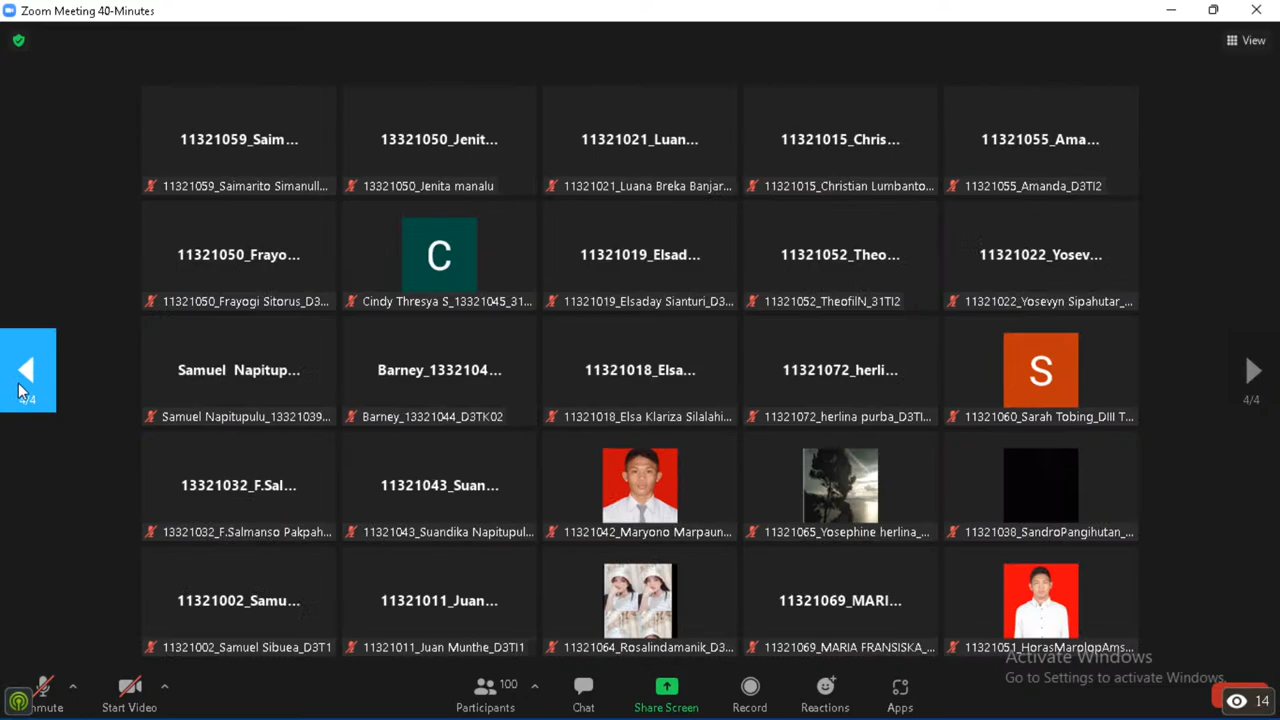 Zoom Meeting 40-Minutes
View
11321059_Saim...
13321050_Jenit...
11321021_Luan...
11321015_Chris...
11321055_Ama...
11321059_Saimarito Simanull...
13321050_Jenita manalu
11321021_Luana Breka Banjar...
11321015_Christian Lumbanto...
11321055_Amanda_D3TI2
11321050_Frayo...
C
11321019_Elsad...
11321052_Theo...
11321022_Yosev...
11321050_Frayogi Sitorus_D3...
Cindy Thresya S_13321045_31...
11321019_Elsaday Sianturi_D3...
11321052_TheofilN_31TI2
11321022_Yosevyn Sipahutar_...
Samuel Napitup...
Barney_1332104...
11321018_Elsa...
11321072_herli...
S
4/4
4/4
Samuel Napitupulu_13321039...
Barney_13321044_D3TK02
11321018_Elsa Klariza Silalahi...
11321072_herlina purba_D3TI...
11321060_Sarah Tobing_DIII T...
13321032_F.Sal...
11321043_Suan...
13321032_F.Salmanso Pakpah...
11321043_Suandika Napitupul...
11321042_Maryono Marpaun...
11321065_Yosephine herlina_...
11321038_SandroPangihutan_...
11321002_Samu...
11321011_Juan...
11321069_MARI...
11321002_Samuel Sibuea_D3T1
11321011_Juan Munthe_D3TI1
11321064_Rosalindamanik_D3...
11321069_MARIA FRANSISKA_...
11321051_HorasMarplopAms...
Activate Windows
Go to Settings to activate Windows.
100
14
Start Video
Participants
Chat
Share Screen
Record
Reactions
Apps